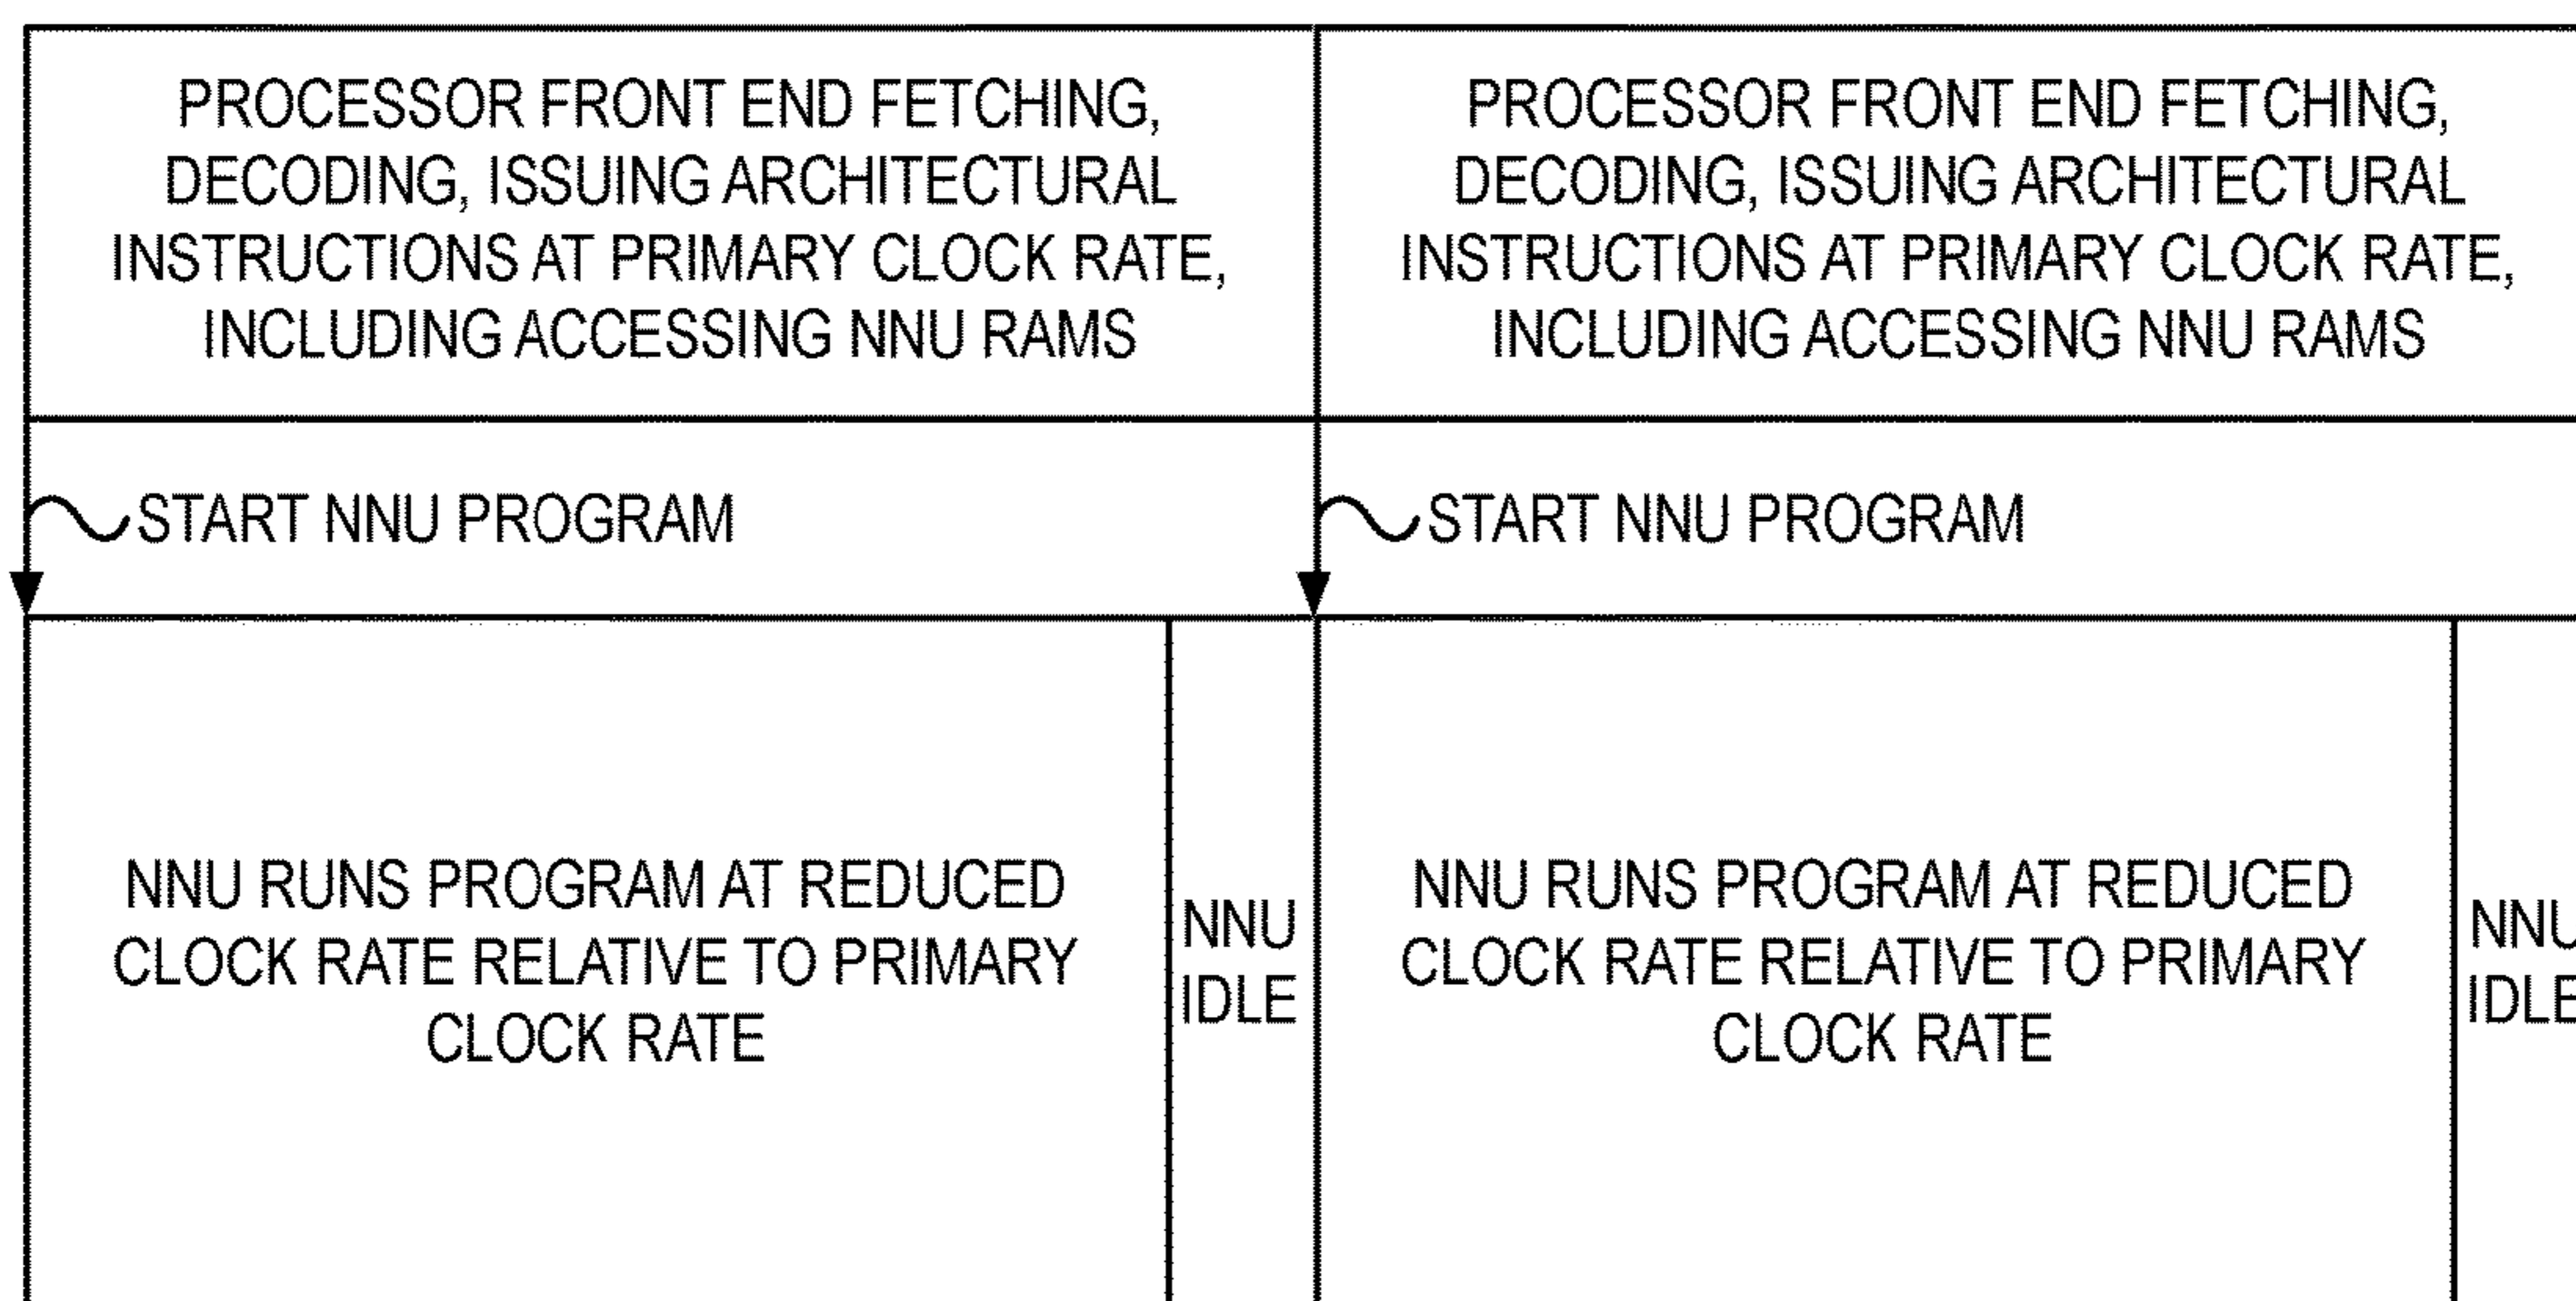 PROCESSOR FRONT END FETCHING,
DECODING, ISSUING ARCHITECTURAL
INSTRUCTIONS AT PRIMARY CLOCK RATE,
INCLUDING ACCESSING NNU RAMS
PROCESSOR FRONT END FETCHING,
DECODING, ISSUING ARCHITECTURAL
INSTRUCTIONS AT PRIMARY CLOCK RATE,
INCLUDING ACCESSING NNU RAMS
START NNU PROGRAM
START NNU PROGRAM
NNU RUNS PROGRAM AT REDUCED
CLOCK RATE RELATIVE TO PRIMARY
CLOCK RATE
NNU
IDLE
NNU RUNS PROGRAM AT REDUCED
CLOCK RATE RELATIVE TO PRIMARY
CLOCK RATE
NNU
IDLE